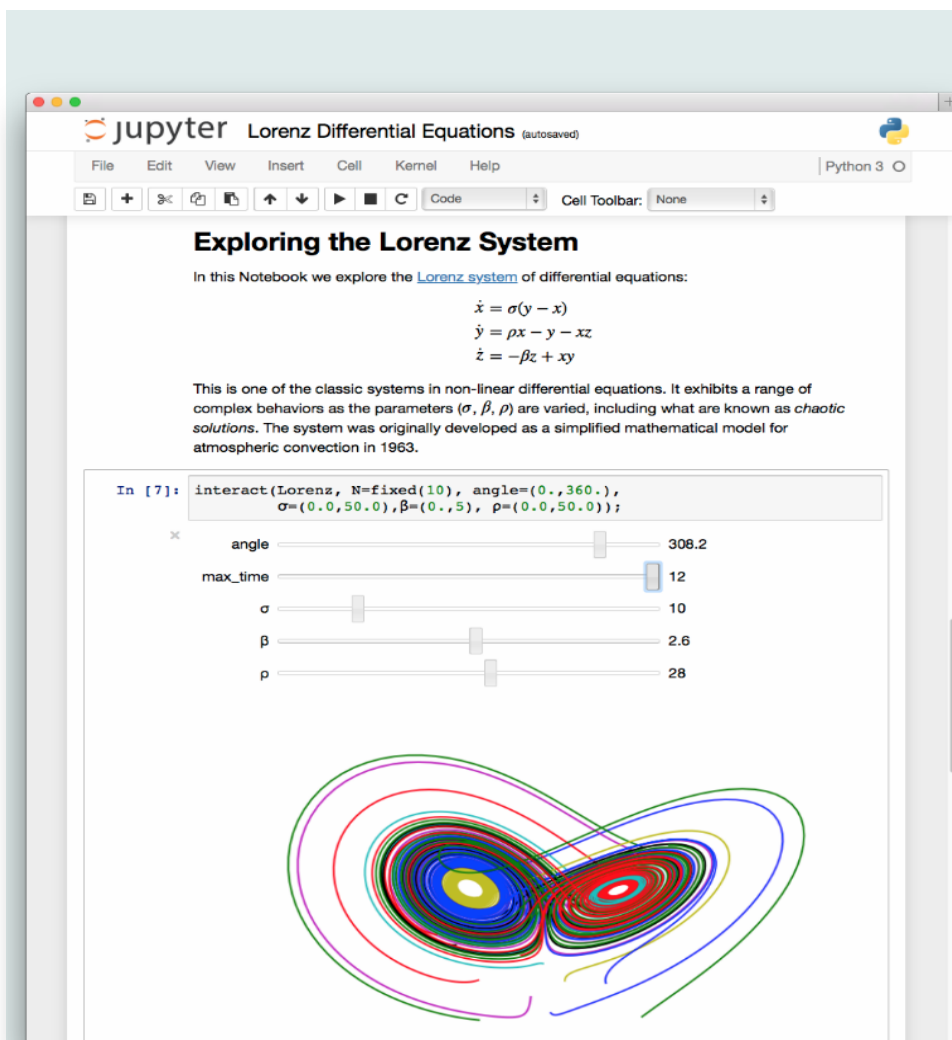 jupyter Lorenz Differential Equations (autosaved)
File Edit View Insert Cell Kernel Help Python 3
Code Cell Toolbar: None
Exploring the Lorenz System
In this Notebook we explore the Lorenz system of differential equations:
ẋ = σ(y − x)
ẏ = ρx − y − xz
ż = −βz + xy
This is one of the classic systems in non-linear differential equations. It exhibits a range of
complex behaviors as the parameters (σ, β, ρ) are varied, including what are known as chaotic
solutions. The system was originally developed as a simplified mathematical model for
atmospheric convection in 1963.
In [7]: interact(Lorenz, N=fixed(10), angle=(0.,360.),
σ=(0.0,50.0),β=(0.,5), ρ=(0.0,50.0));
angle 308.2
max_time 12
σ 10
β 2.6
ρ 28